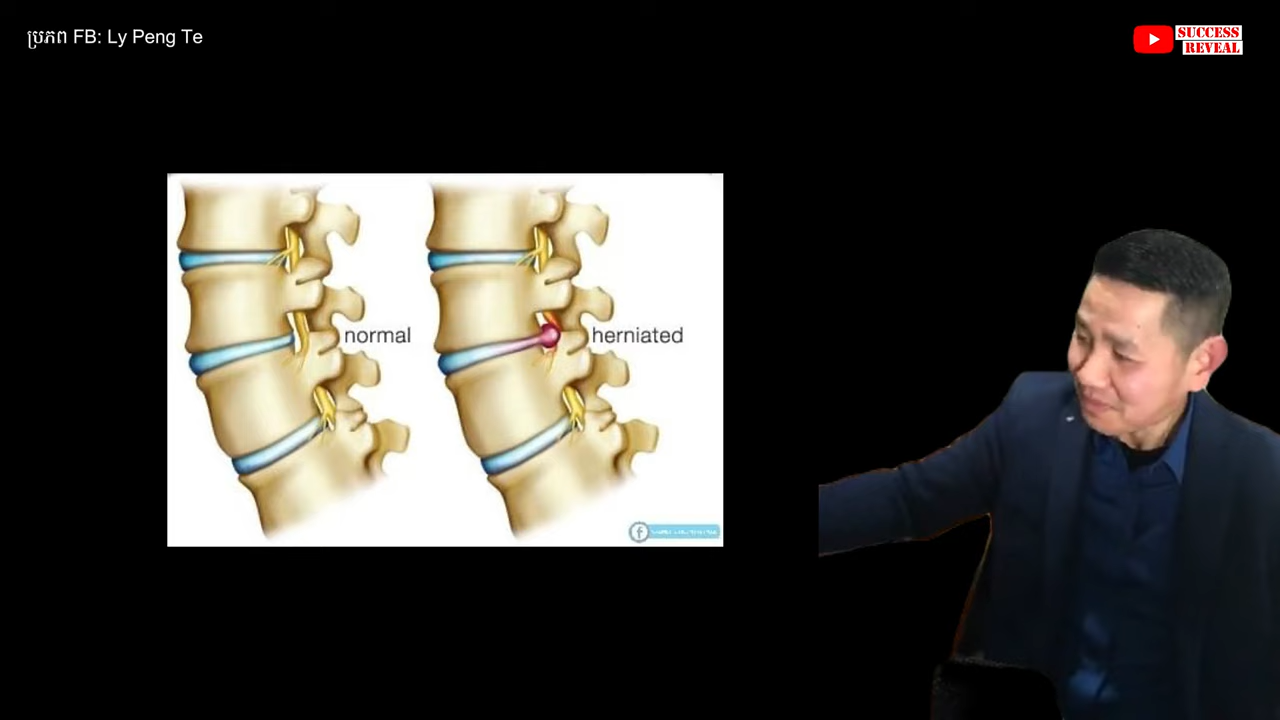 ប្រភព FB: Ly Peng Te
SUCCESS
REVEAL
normal
herniated